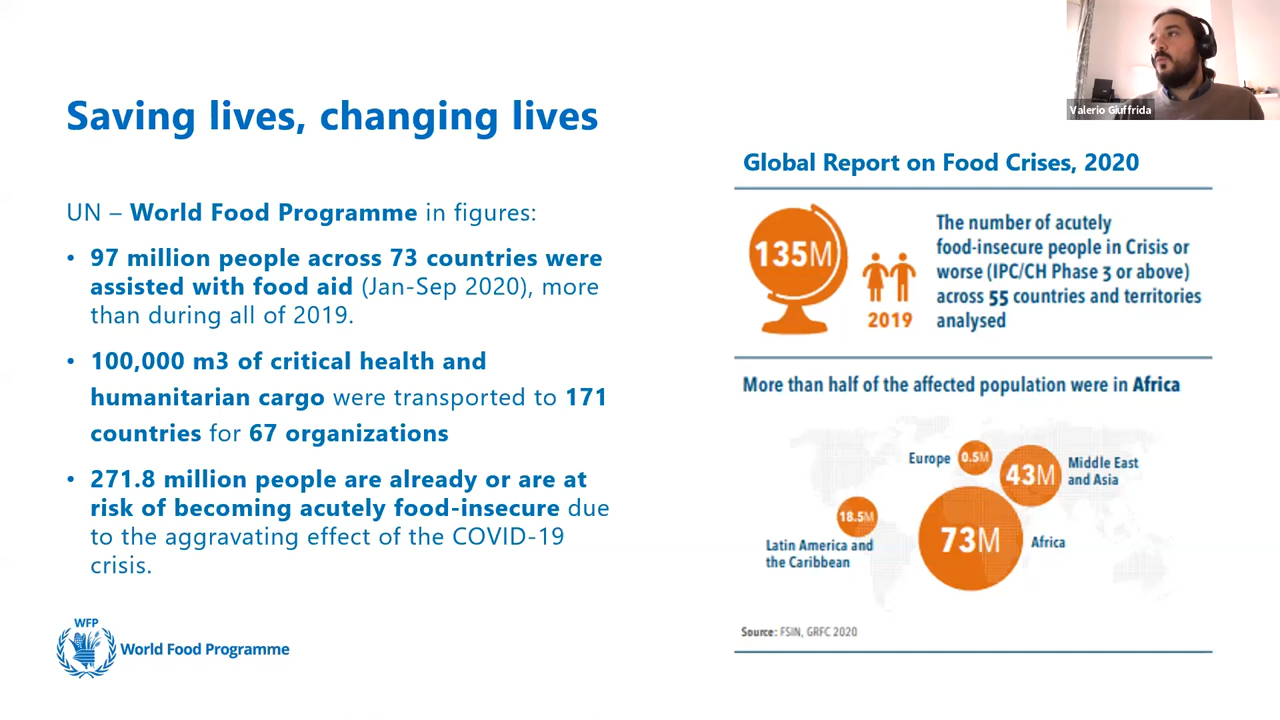 Valerio Giuffrida
Saving lives, changing lives
UN – World Food Programme in figures:
• 97 million people across 73 countries were
assisted with food aid (Jan-Sep 2020), more
than during all of 2019.
• 100,000 m3 of critical health and
humanitarian cargo were transported to 171
countries for 67 organizations
• 271.8 million people are already or are at
risk of becoming acutely food-insecure due
to the aggravating effect of the COVID-19
crisis.
WFP
World Food Programme
Global Report on Food Crises, 2020
135M
2019
The number of acutely
food-insecure people in Crisis or
worse (IPC/CH Phase 3 or above)
across 55 countries and territories
analysed
More than half of the affected population were in Africa
Europe
0.5M
43M
Middle East
and Asia
18.5M
Latin America and
the Caribbean
73M
Africa
Source: FSIN, GRFC 2020